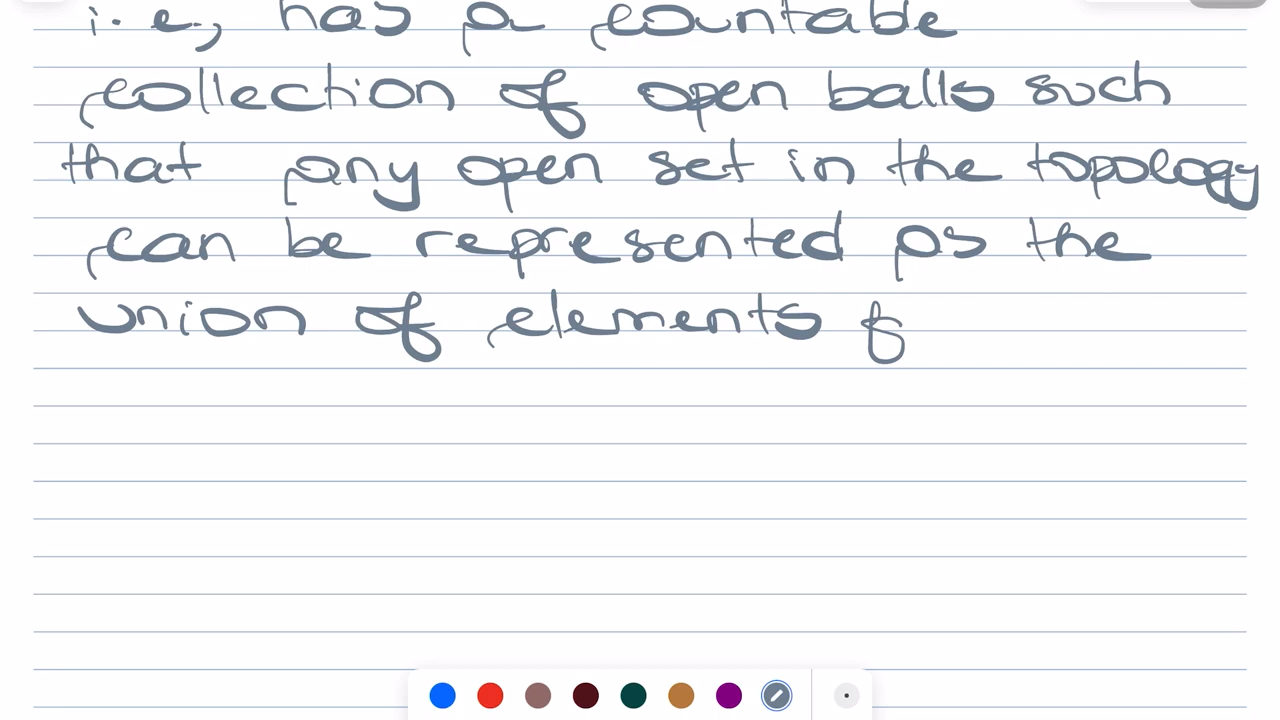 i.e, has a countable
collection of open balls such
that any open set in the topology
can be represented as the
union of elements f